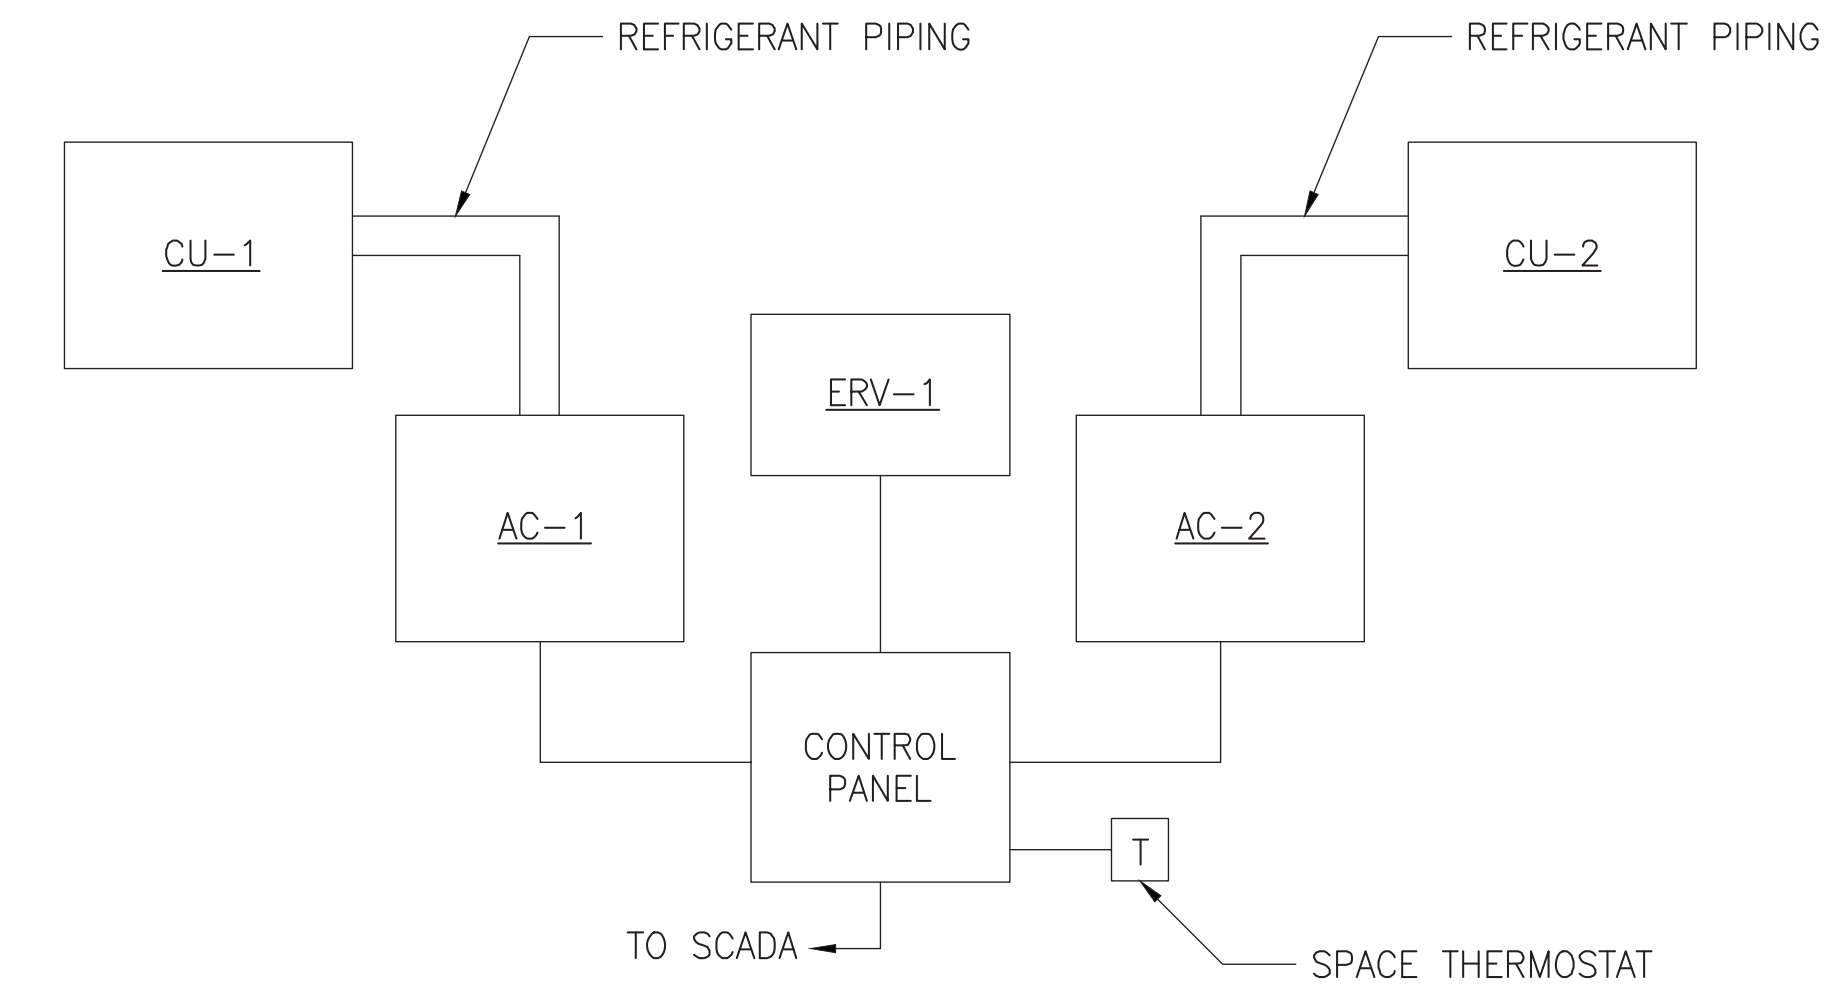 REFRIGERANT PIPING
REFRIGERANT PIPING
CU-1
CU-2
ERV-1
AC-1
AC-2
CONTROL
PANEL
T
TO SCADA
SPACE THERMOSTAT